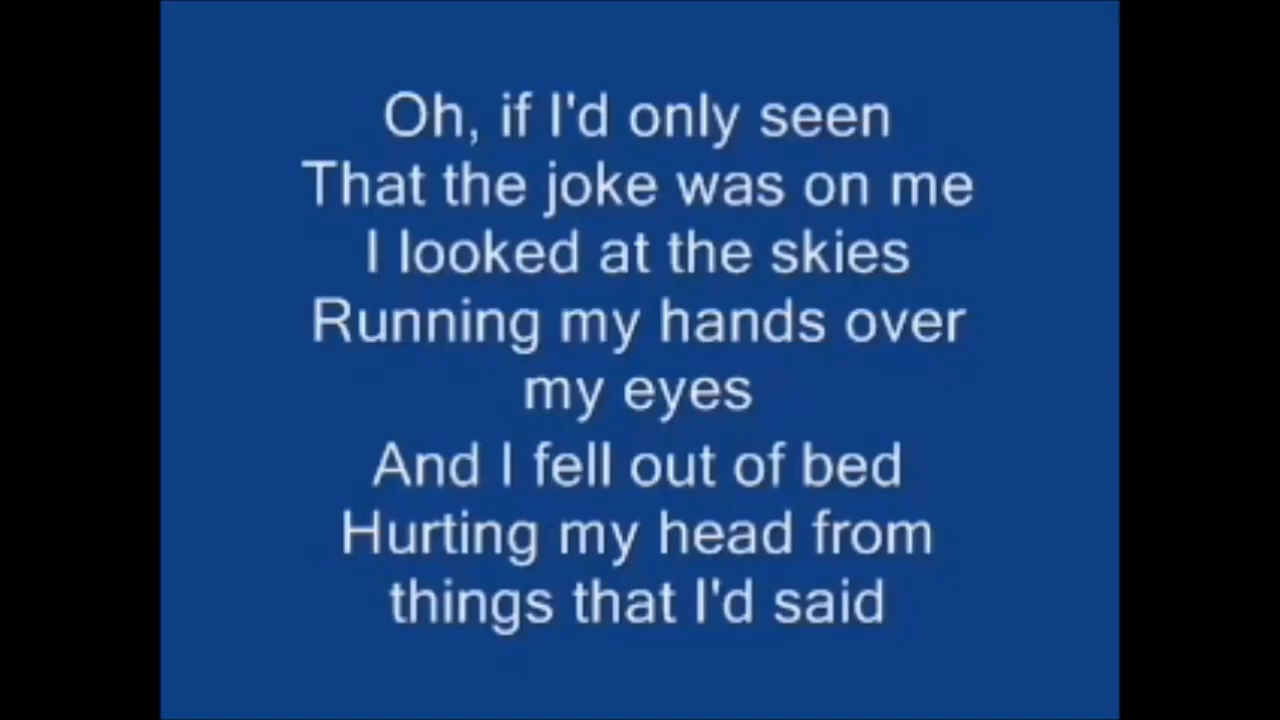 Oh, if I'd only seen
That the joke was on me
I looked at the skies
Running my hands over
my eyes
And I fell out of bed
Hurting my head from
things that I'd said